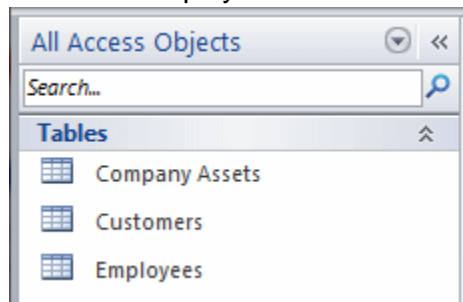 All Access Objects
Search...
Tables
Company Assets
Customers
Employees